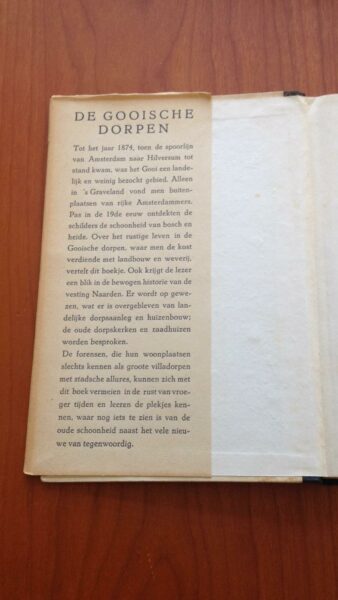 DE GOOISCHE
DORPEN
Tot het jaar 1874, toen de spoorlijn
van Amsterdam naar Hilversum tot
stand kwam, was het Gooi een lande-
lijk en weinig bezocht gebied. Alleen
in 's Graveland vond men buiten-
plaatsen van rijke Amsterdammers.
Pas in de 19de eeuw ontdekten de
schilders de schoonheid van bosch en
heide. Over het rustige leven in de
Gooische dorpen, waar men de kost
verdiende met landbouw en weverij,
vertelt dit boekje. Ook krijgt de lezer
een blik in de bewogen historie van de
vesting Naarden. Er wordt op gewe-
zen, wat er is overgebleven van lan-
delijke dorpsaanleg en huizenbouw;
de oude dorpskerken en raadhuizen
worden besproken.
De forensen, die hun woonplaatsen
slechts kennen als groote villadorpen
met stadsche allures, kunnen zich met
dit boek vermeien in de rust van vroe-
ger tijden en leeren de plekjes ken-
nen, waar nog iets te zien is van de
oude schoonheid naast het vele nieu-
we van tegenwoordig.